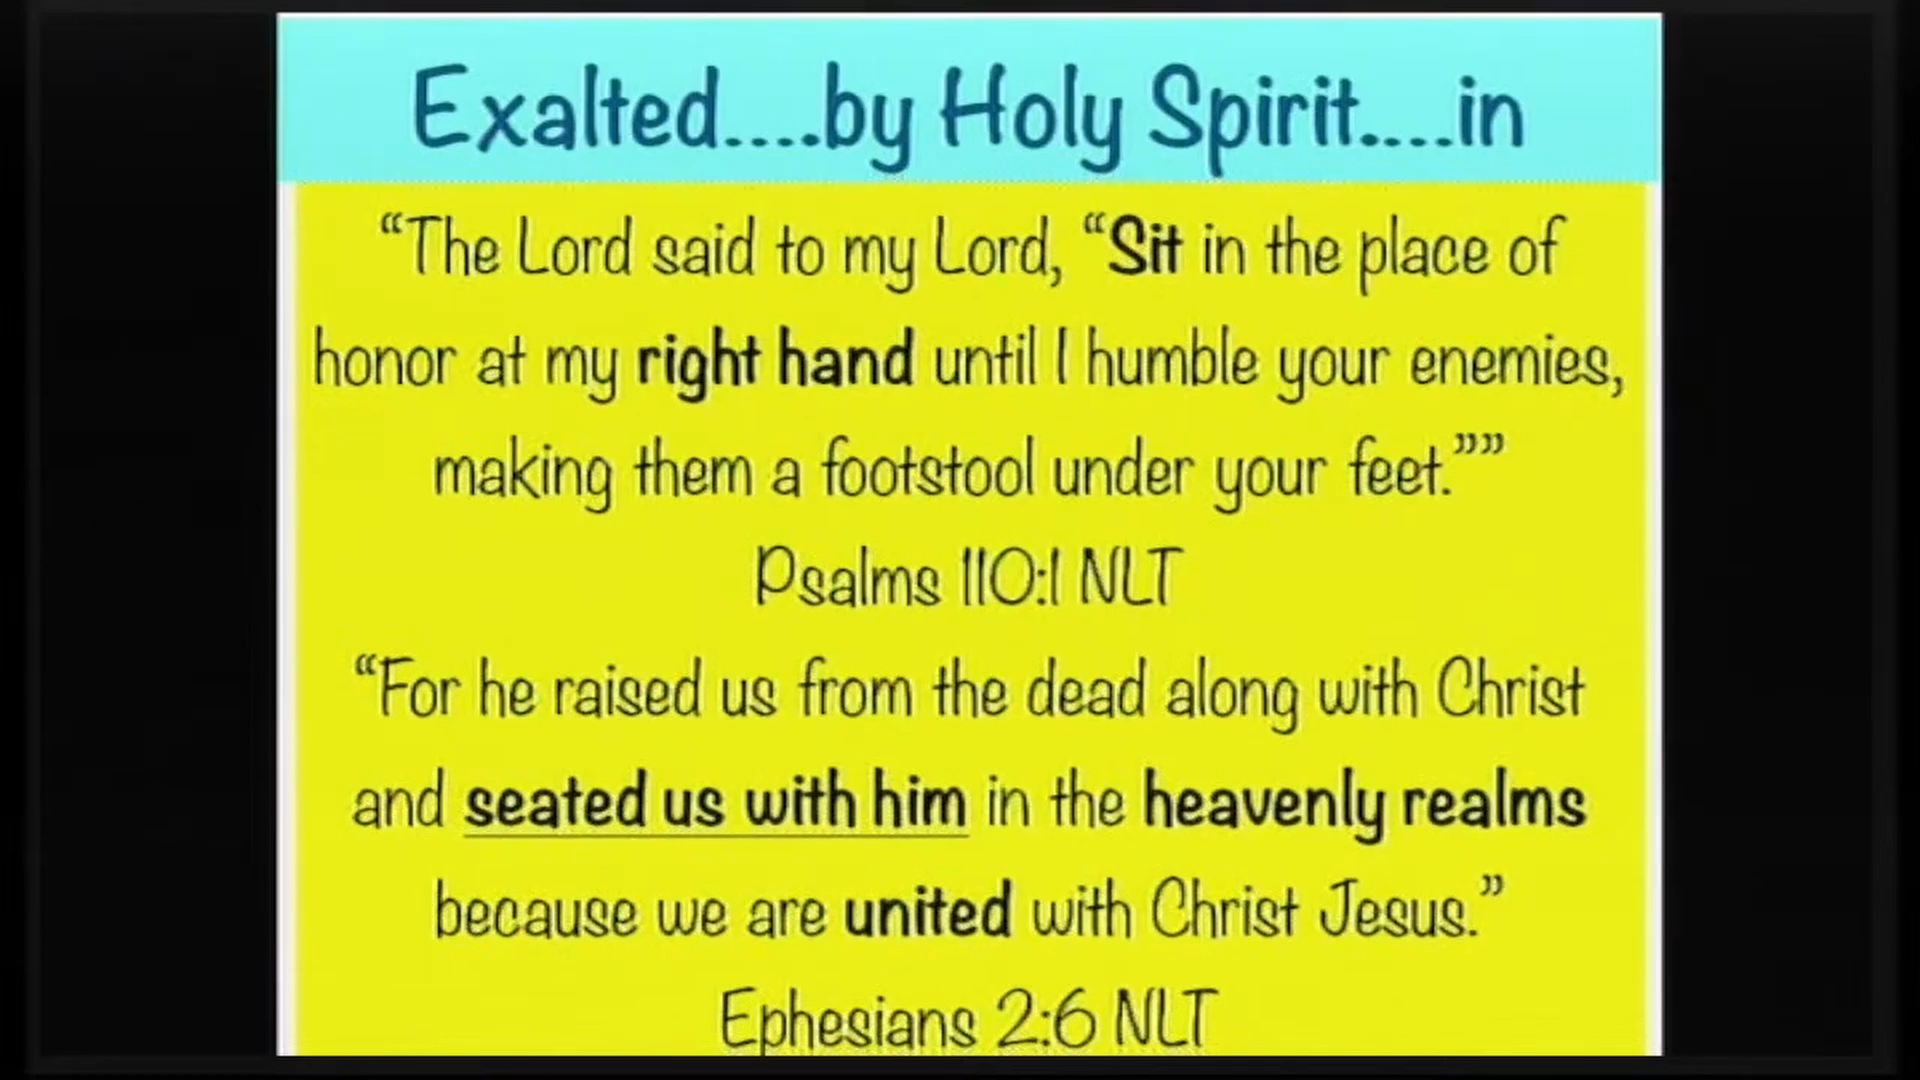 Exalted....by Holy Spirit....in
“The Lord said to my Lord, “Sit in the place of
honor at my right hand until I humble your enemies,
making them a footstool under your feet.””
Psalms 110:1 NLT
“For he raised us from the dead along with Christ
and seated us with him in the heavenly realms
because we are united with Christ Jesus.”
Ephesians 2:6 NLT